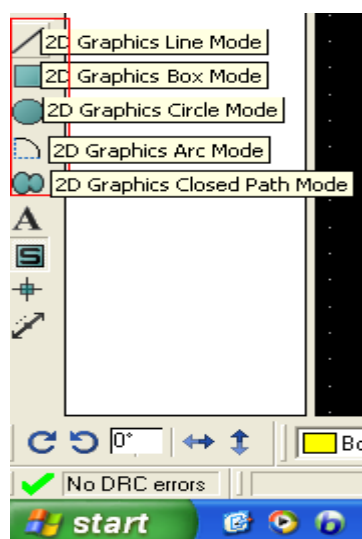 2D Graphics Line Mode
2D Graphics Box Mode
2D Graphics Circle Mode
2D Graphics Arc Mode
2D Graphics Closed Path Mode
A
S
0°
Bo
No DRC errors
start